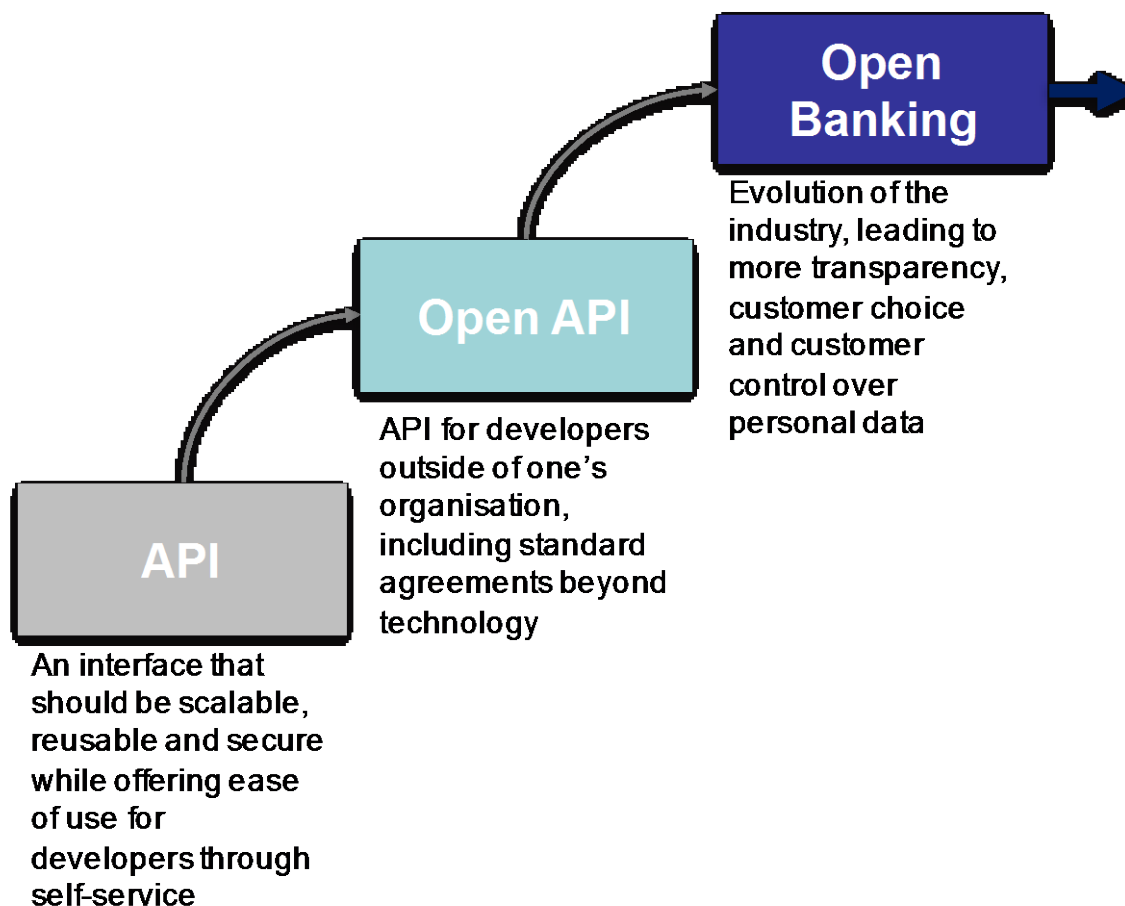 Open
Banking
Evolution of the
industry, leading to
more transparency,
customer choice
and customer
control over
personal data
Open API
API for developers
outside of one’s
organisation,
including standard
agreements beyond
technology
API
An interface that
should be scalable,
reusable and secure
while offering ease
of use for
developers through
self-service